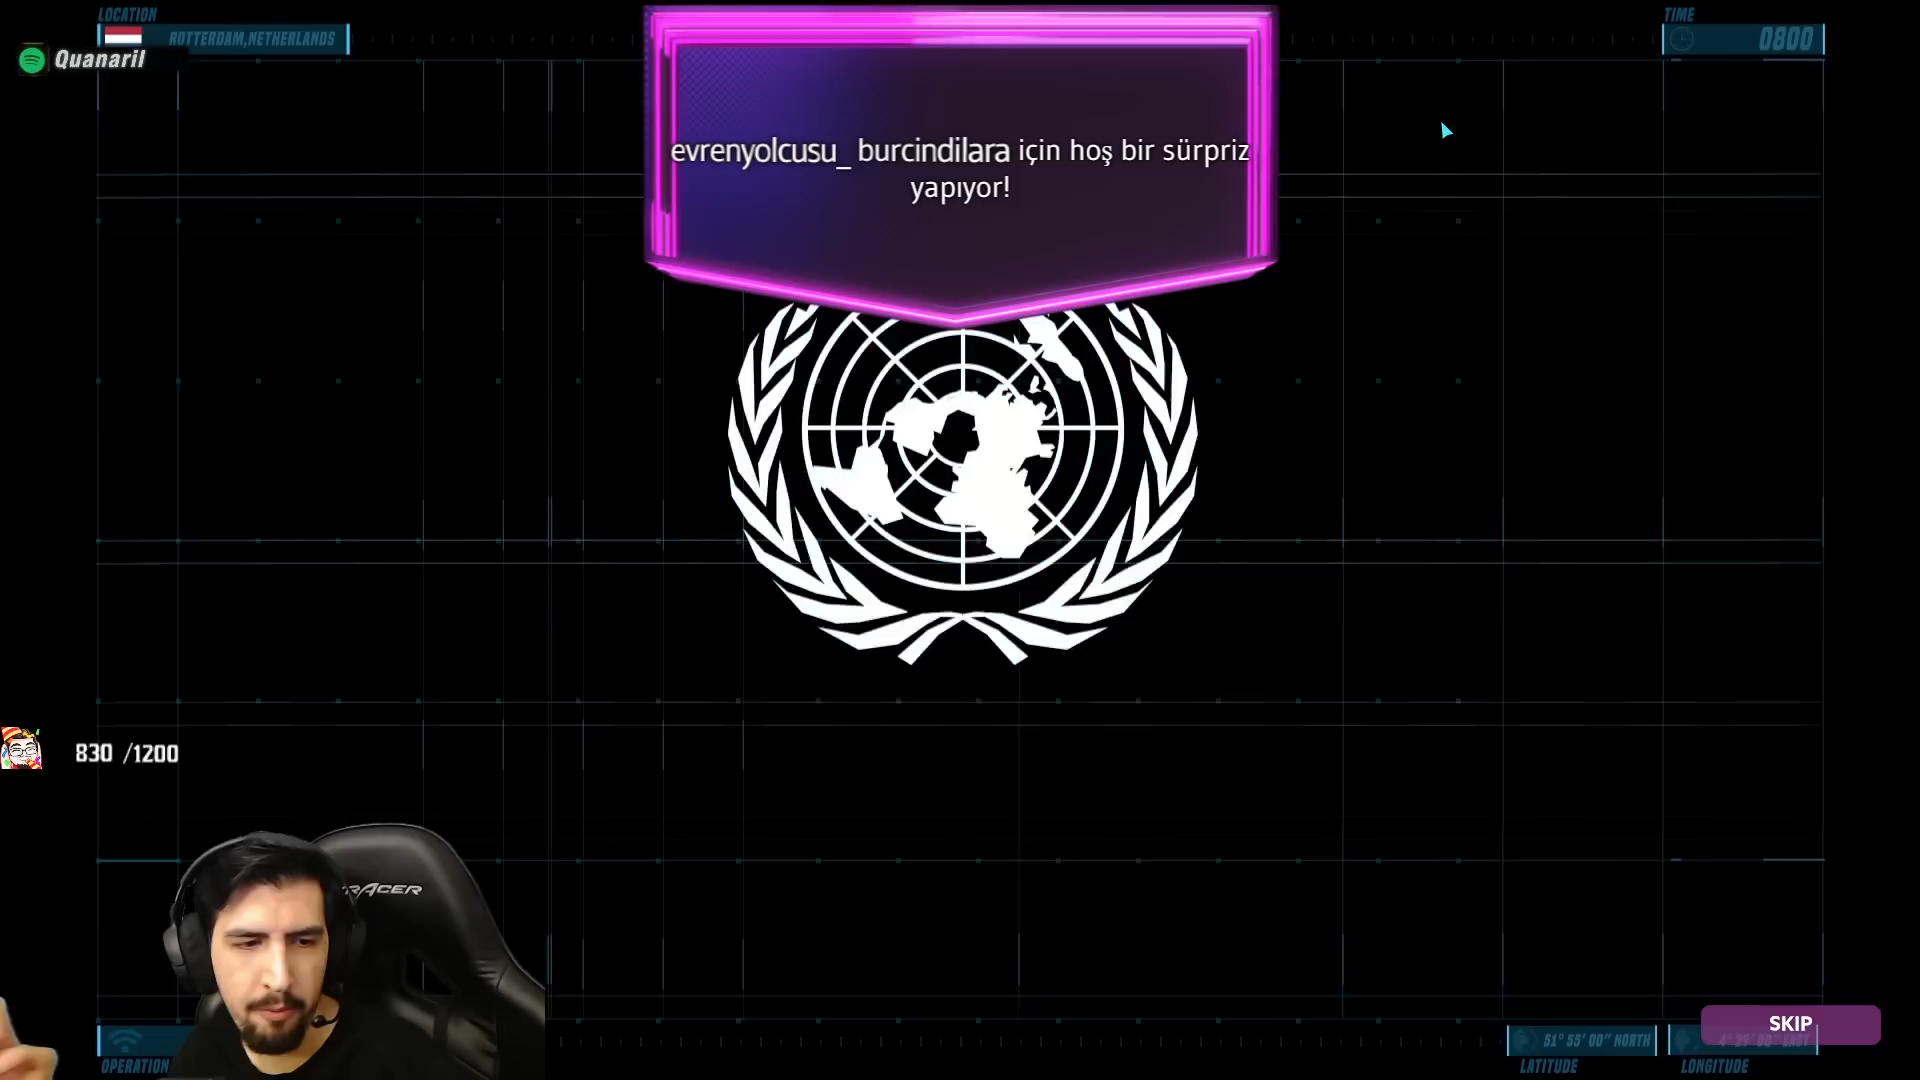 LOCATION
ROTTERDAM,NETHERLANDS
Quanaril
TIME
0800
evrenyolcusu_ burcindilara için hoş bir sürpriz
yapıyor!
830 /1200
RACER
SKIP
51° 55' 00" NORTH
LATITUDE
LONGITUDE
OPERATION